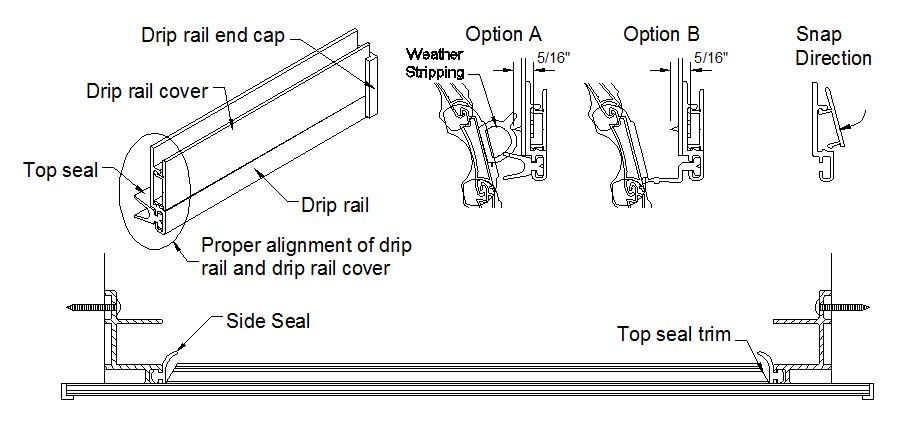 Drip rail end cap
Drip rail cover
Top seal
Drip rail
Proper alignment of drip
rail and drip rail cover
Option A
Weather
Stripping
5/16"
Option B
5/16"
Snap
Direction
Side Seal
Top seal trim